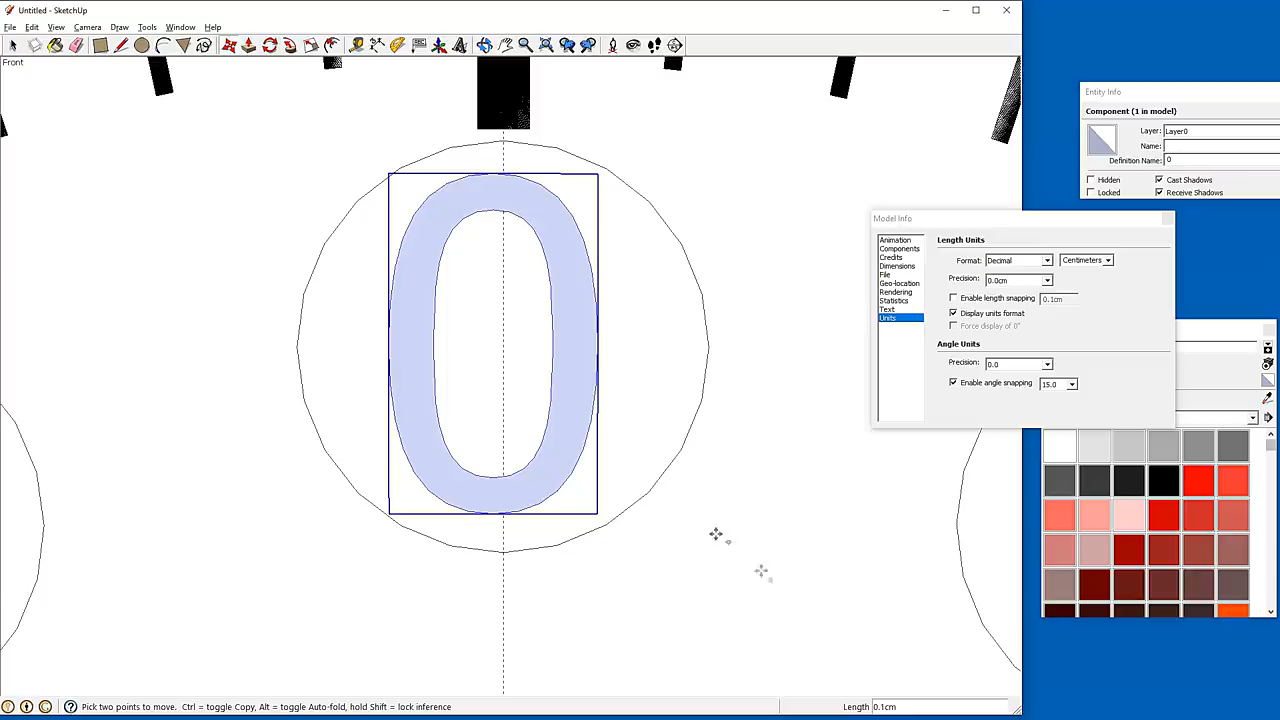 Untitled - SketchUp
File Edit View Camera Draw Tools Window Help
Front
0
Entity Info
Component (1 in model)
Layer: Layer0
Name:
Definition Name: 0
Hidden Cast Shadows
Locked Receive Shadows
Model Info
Animation
Components
Credits
Dimensions
File
Geo-location
Rendering
Statistics
Text
Units
Length Units
Format: Decimal Centimeters
Precision: 0.0cm
Enable length snapping 0.1cm
Display units format
Force display of 0"
Angle Units
Precision: 0.0
Enable angle snapping 15.0
Pick two points to move. Ctrl = toggle Copy, Alt = toggle Auto-fold, hold Shift = lock inference
Length 0.1cm